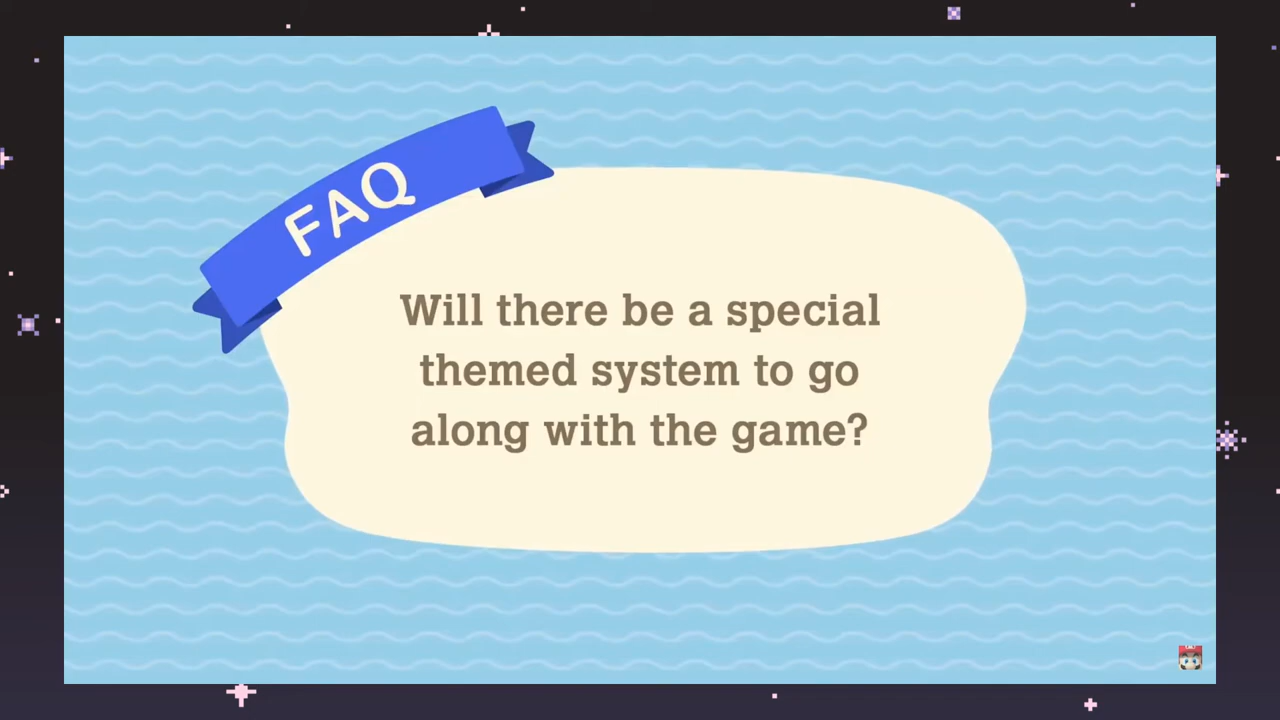 FAQ
Will there be a special
themed system to go
along with the game?